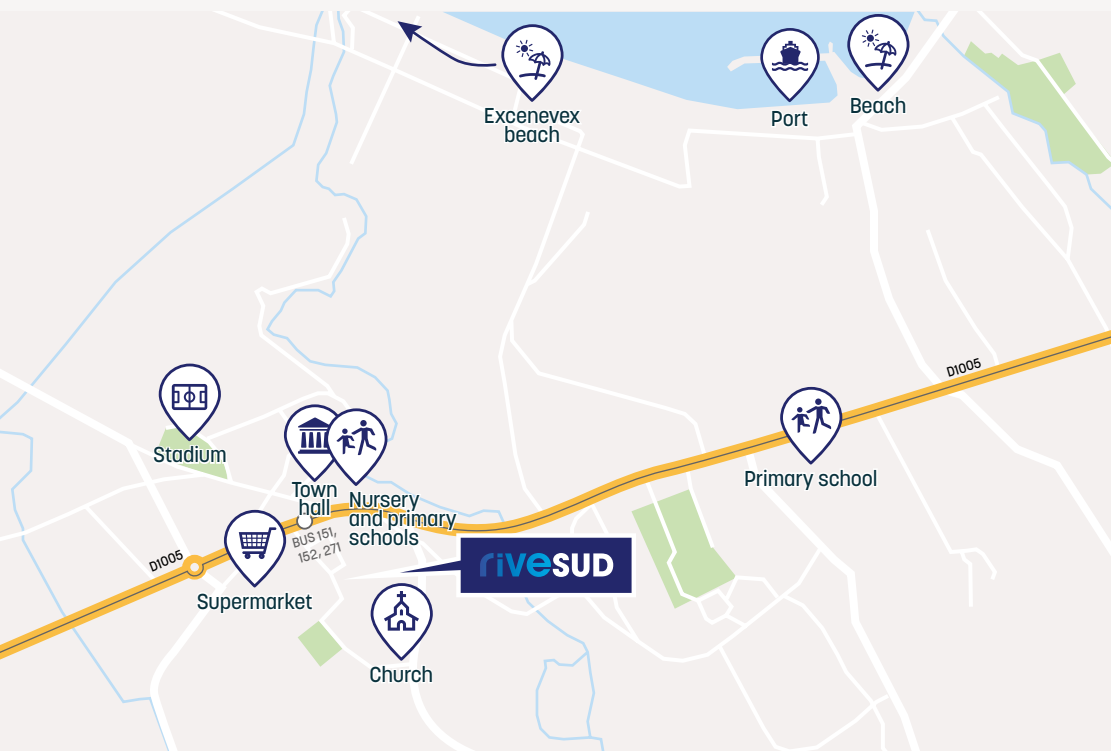 Excenevex
beach
Port
Beach
D1005
Stadium
Primary school
Town
hall
Nursery
and primary
schools
BUS 151,
152, 271
D1005
riveSUD
Supermarket
Church